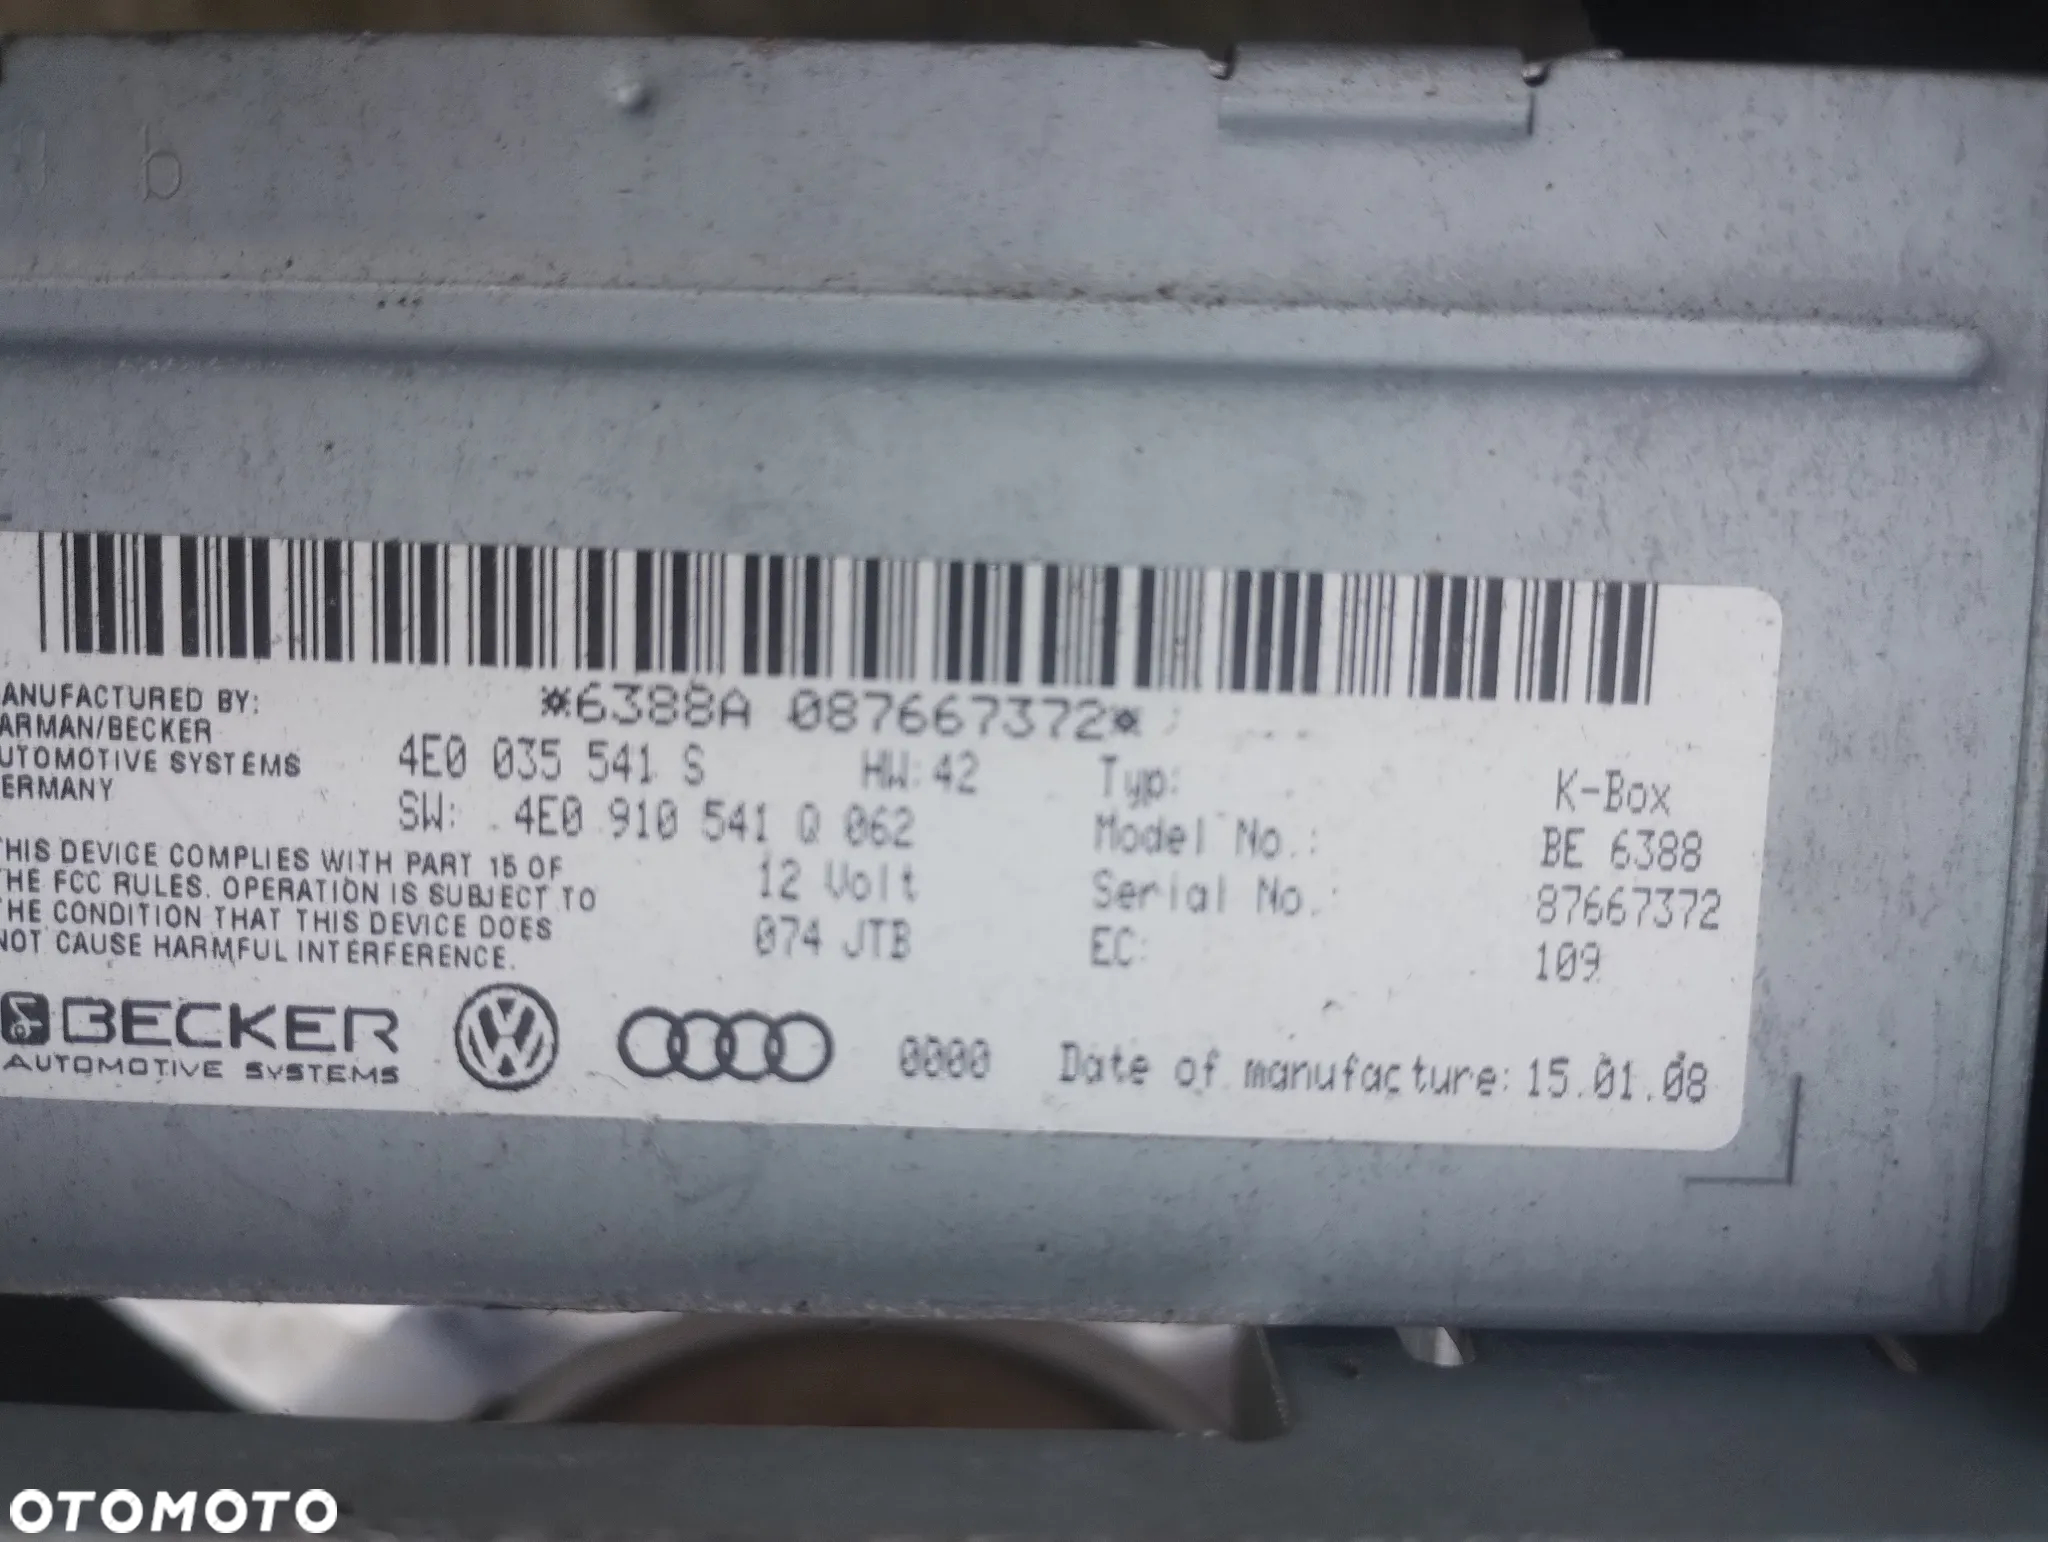 b
*6388A 087667372*
ANUFACTURED BY:
ARMAN/BECKER
UTOMOTIVE SYSTEMS
ERMANY
4E0 035 541 S HW: 42
SW: 4E0 910 541 Q 062
12 Volt
074 JTB
Typ: K-Box
Model No.: BE 6388
Serial No.: 87667372
EC: 109
THIS DEVICE COMPLIES WITH PART 15 OF
THE FCC RULES. OPERATION IS SUBJECT TO
THE CONDITION THAT THIS DEVICE DOES
NOT CAUSE HARMFUL INTERFERENCE.
BECKER
AUTOMOTIVE SYSTEMS
0000 Date of manufacture: 15.01.08
OTOMOTO